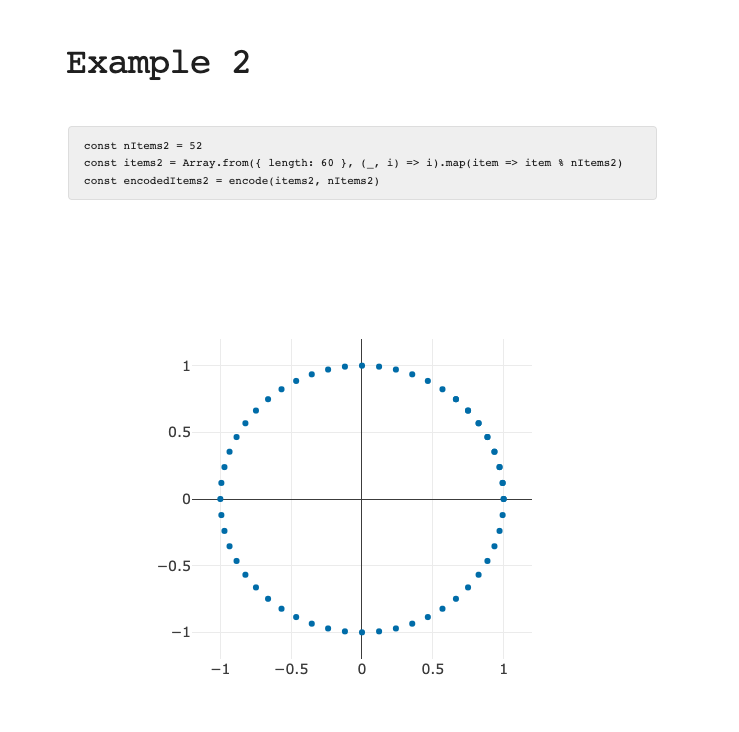 Example 2
const nItems2 = 52
const items2 = Array.from({ length: 60 }, (_, i) => i).map(item => item % nItems2)
const encodedItems2 = encode(items2, nItems2)
1
0.5
0
−0.5
−1
−1 −0.5 0 0.5 1